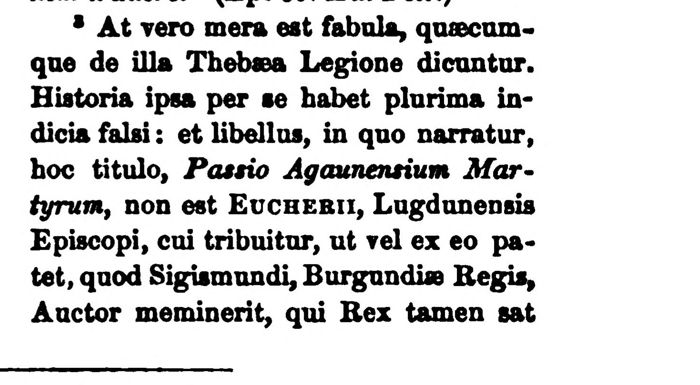 ³ At vero mera est fabula, quæcum-
que de illa Thebæa Legione dicuntur.
Historia ipsa per se habet plurima in-
dicia falsi: et libellus, in quo narratur,
hoc titulo, Passio Agaunensium Mar-
tyrum, non est EUCHERII, Lugdunensis
Episcopi, cui tribuitur, ut vel ex eo pa-
tet, quod Sigismundi, Burgundiæ Regis,
Auctor meminerit, qui Rex tamen sat